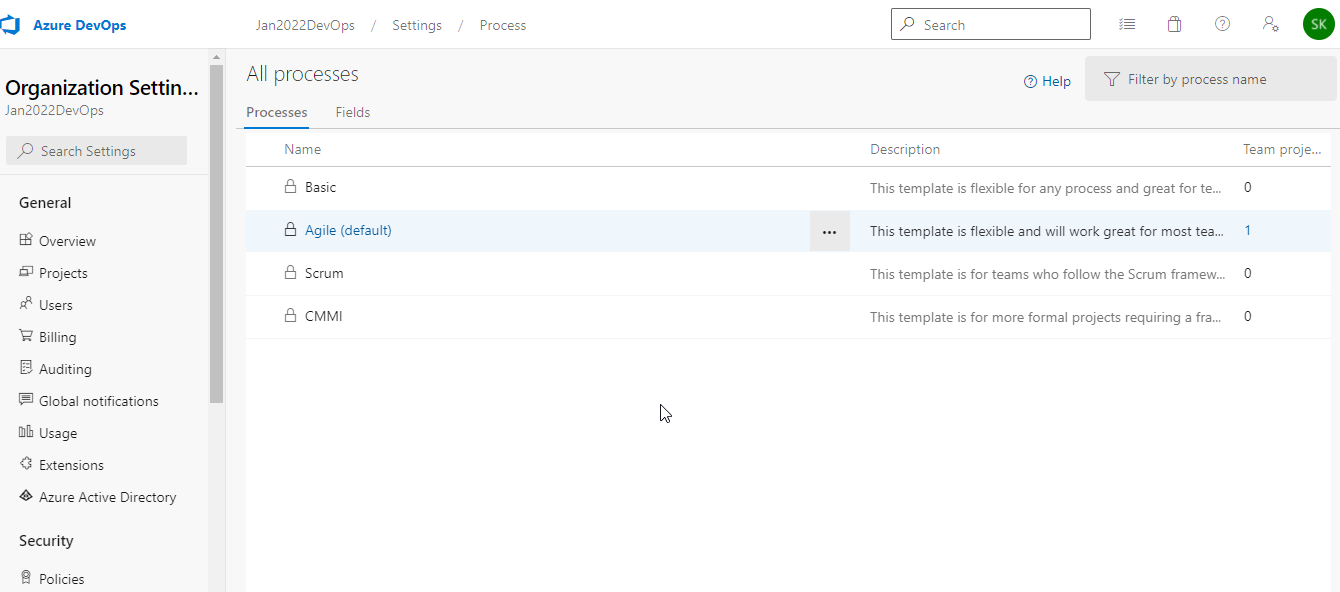 Azure DevOps
Jan2022DevOps / Settings / Process
Search
SK
Organization Settin...
Jan2022DevOps
Search Settings
General
Overview
Projects
Users
Billing
Auditing
Global notifications
Usage
Extensions
Azure Active Directory
Security
Policies
All processes
Help
Filter by process name
Processes Fields
Name Description Team proje...
Basic This template is flexible for any process and great for te... 0
Agile (default) ... This template is flexible and will work great for most tea... 1
Scrum This template is for teams who follow the Scrum framew... 0
CMMI This template is for more formal projects requiring a fra... 0